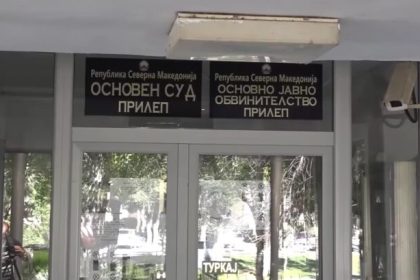 Република Северна Македонија
ОСНОВЕН СУД
ПРИЛЕП
Република Северна Македонија
ОСНОВНО ЈАВНО
ОБВИНИТЕЛСТВО
ПРИЛЕП
ТУРКАЈ